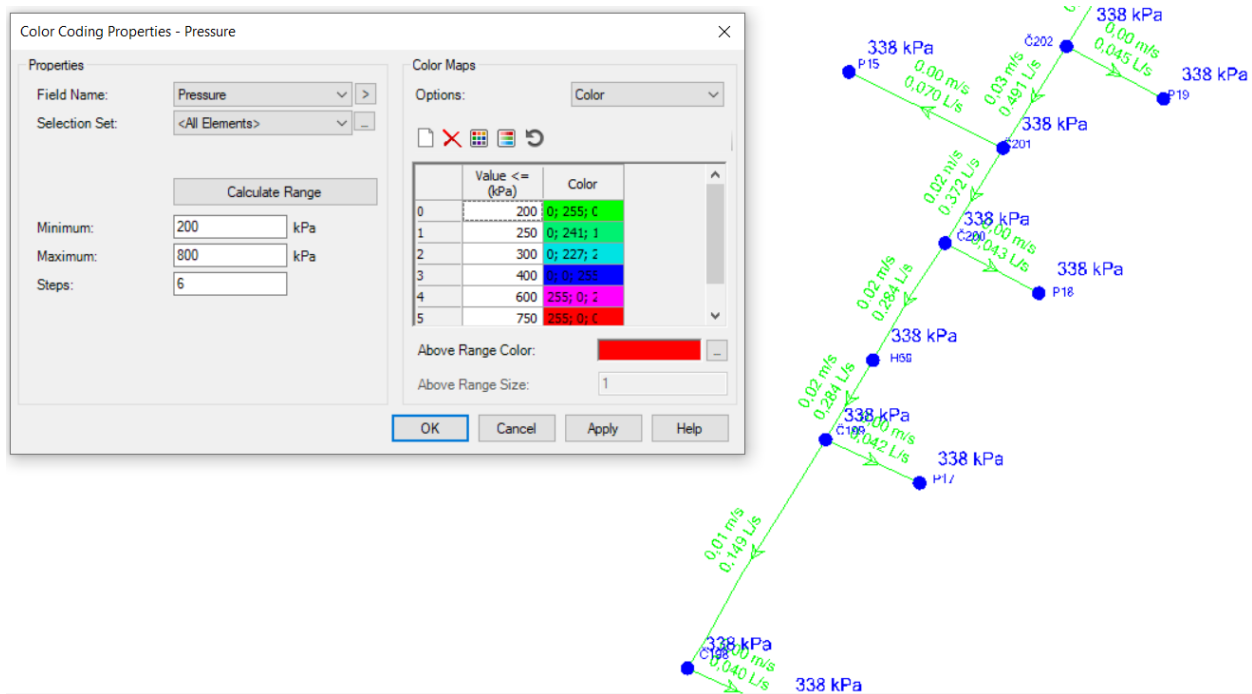 Color Coding Properties - Pressure
Properties
Field Name: Pressure >
Selection Set: <All Elements> ...
Calculate Range
Minimum: 200 kPa
Maximum: 800 kPa
Steps: 6
Color Maps
Options: Color
Value <= (kPa) Color
0 200 0; 255; 0
1 250 0; 241; 1
2 300 0; 227; 2
3 400 0; 0; 255
4 600 255; 0; 2
5 750 255; 0; 0
Above Range Color: ...
Above Range Size: 1
OK Cancel Apply Help
338 kPa
Č202
0.00 m/s
0,045 L/s
338 kPa
P19
338 kPa
P15
0.00 m/s
0,070 L/s
0,03 m/s
0,491 L/s
338 kPa
Č201
0.02 m/s
0,372 L/s
338 kPa
Č200
0,00 m/s
0,043 L/s
338 kPa
P18
0,02 m/s
0,284 L/s
338 kPa
0,02 m/s
0,284 L/s
338 kPa
Č199
0,00 m/s
0,042 L/s
338 kPa
P17
0,01 m/s
0,149 L/s
338 kPa
Č198
0,00 m/s
0,040 L/s
338 kPa